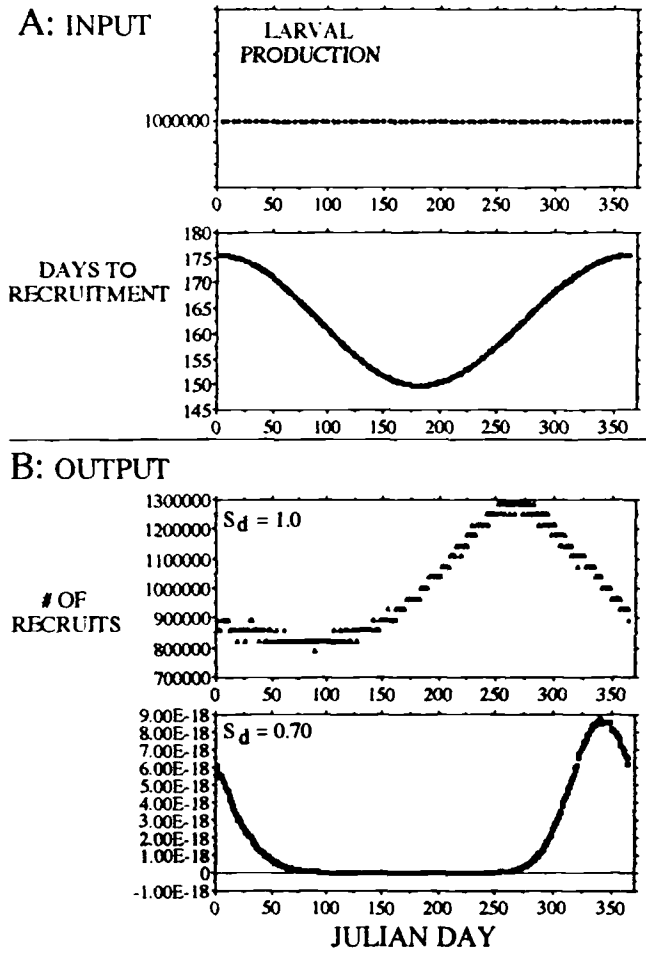 A: INPUT
LARVAL
PRODUCTION
1000000
0 50 100 150 200 250 300 350
DAYS TO
RECRUITMENT
180
175
170
165
160
155
150
145
0 50 100 150 200 250 300 350
B: OUTPUT
S d = 1.0
# OF
RECRUITS
1300000
1200000
1100000
1000000
900000
800000
700000
0 50 100 150 200 250 300 350
S d = 0.70
9.00E-18
8.00E-18
7.00E-18
6.00E-18
5.00E-18
4.00E-18
3.00E-18
2.00E-18
1.00E-18
0
-1.00E-18
0 50 100 150 200 250 300 350
JULIAN DAY